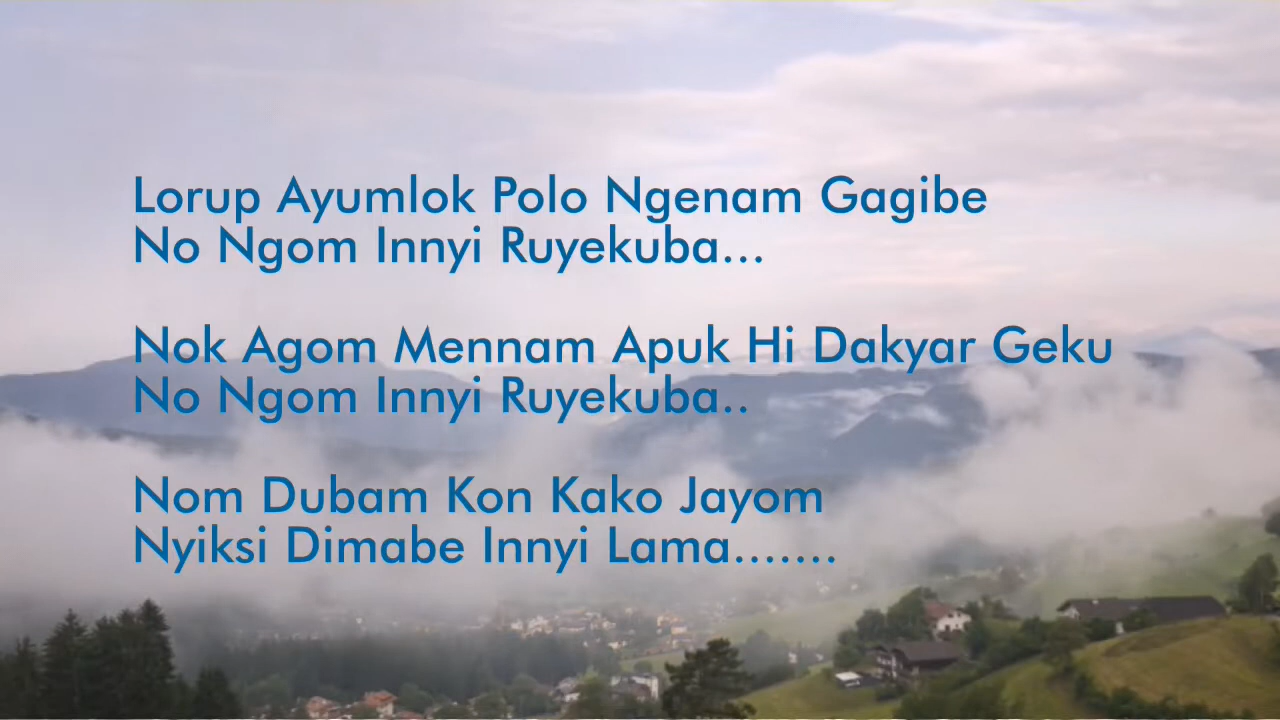 Lorup Ayumlok Polo Ngenam Gagibe
No Ngom Innyi Ruyekuba...
Nok Agom Mennam Apuk Hi Dakyar Geku
No Ngom Innyi Ruyekuba..
Nom Dubam Kon Kako Jayom
Nyiksi Dimabe Innyi Lama.......